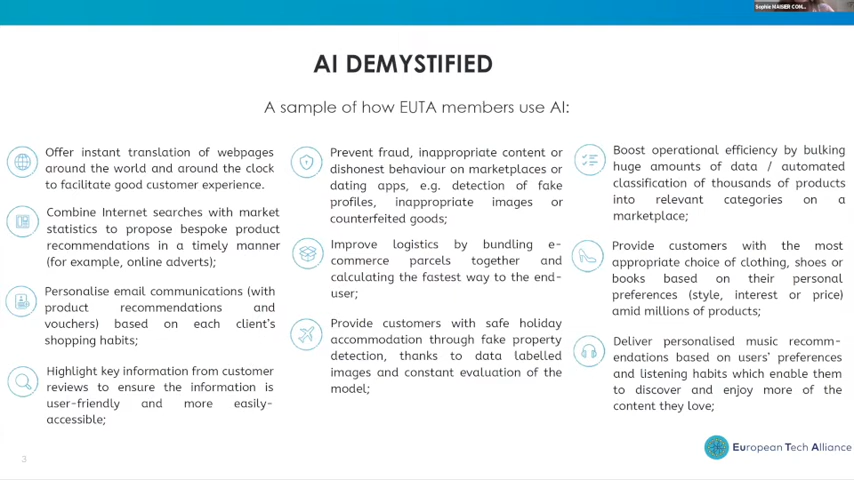 Sophie MAISER COM...
AI DEMYSTIFIED
A sample of how EUTA members use AI:
Offer instant translation of webpages
around the world and around the clock
to facilitate good customer experience.
Combine Internet searches with market
statistics to propose bespoke product
recommendations in a timely manner
(for example, online adverts);
Personalise email communications (with
product recommendations and
vouchers) based on each client's
shopping habits;
Highlight key information from customer
reviews to ensure the information is
user-friendly and more easily-
accessible;
Prevent fraud, inappropriate content or
dishonest behaviour on marketplaces or
dating apps, e.g. detection of fake
profiles, inappropriate images or
counterfeited goods;
Improve logistics by bundling e-
commerce parcels together and
calculating the fastest way to the end-
user;
Provide customers with safe holiday
accommodation through fake property
detection, thanks to data labelled
images and constant evaluation of the
model;
Boost operational efficiency by bulking
huge amounts of data / automated
classification of thousands of products
into relevant categories on a
marketplace;
Provide customers with the most
appropriate choice of clothing, shoes or
books based on their personal
preferences (style, interest or price)
amid millions of products;
Deliver personalised music recomm-
endations based on users' preferences
and listening habits which enable them
to discover and enjoy more of the
content they love;
European Tech Alliance
3